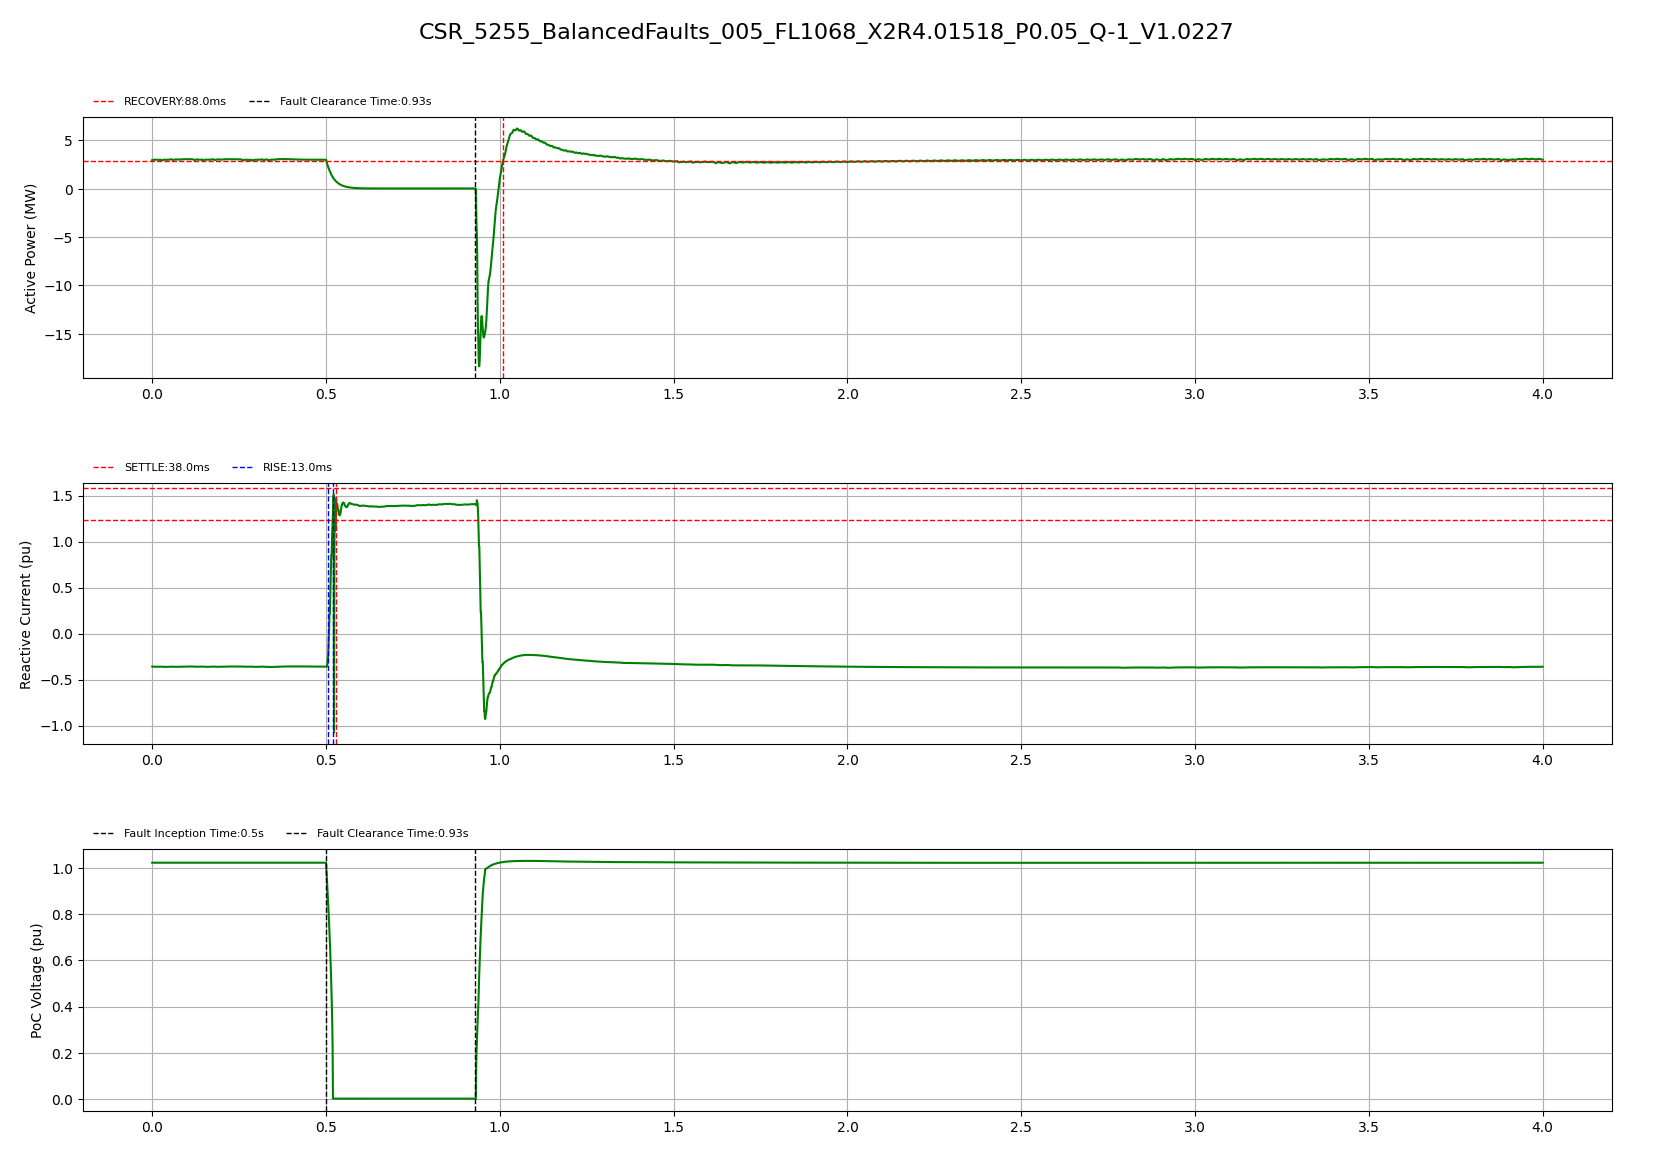 CSR_5255_BalancedFaults_005_FL1068_X2R4.01518_P0.05_Q-1_V1.0227
RECOVERY:88.0ms Fault Clearance Time:0.93s
Active Power (MW)
5
0
−5
−10
−15
0.0 0.5 1.0 1.5 2.0 2.5 3.0 3.5 4.0
SETTLE:38.0ms RISE:13.0ms
Reactive Current (pu)
1.5
1.0
0.5
0.0
−0.5
−1.0
0.0 0.5 1.0 1.5 2.0 2.5 3.0 3.5 4.0
Fault Inception Time:0.5s Fault Clearance Time:0.93s
PoC Voltage (pu)
1.0
0.8
0.6
0.4
0.2
0.0
0.0 0.5 1.0 1.5 2.0 2.5 3.0 3.5 4.0